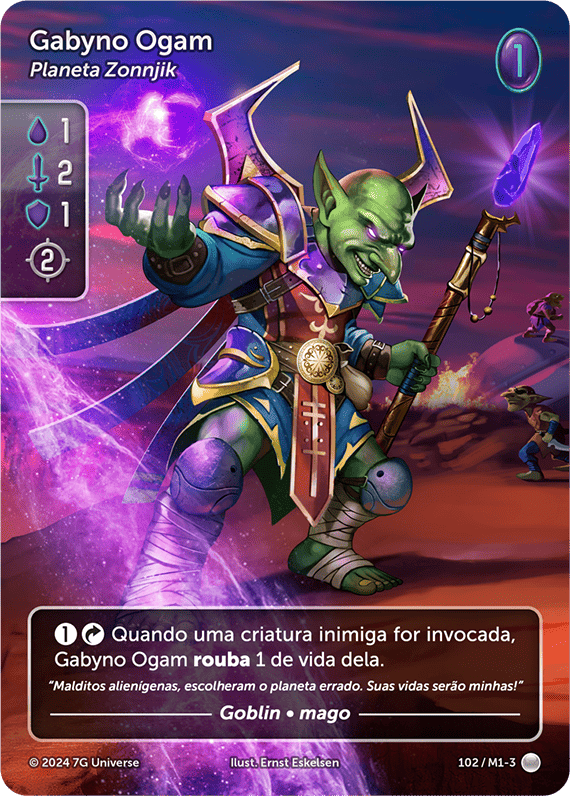 Gabyno Ogam
Planeta Zonnjik
1
1
2
1
2
1 Quando uma criatura inimiga for invocada,
Gabyno Ogam rouba 1 de vida dela.
“Malditos alienígenas, escolheram o planeta errado. Suas vidas serão minhas!”
Goblin • mago
© 2024 7G Universe
Ilust. Ernst Eskelsen
102 / M1-3